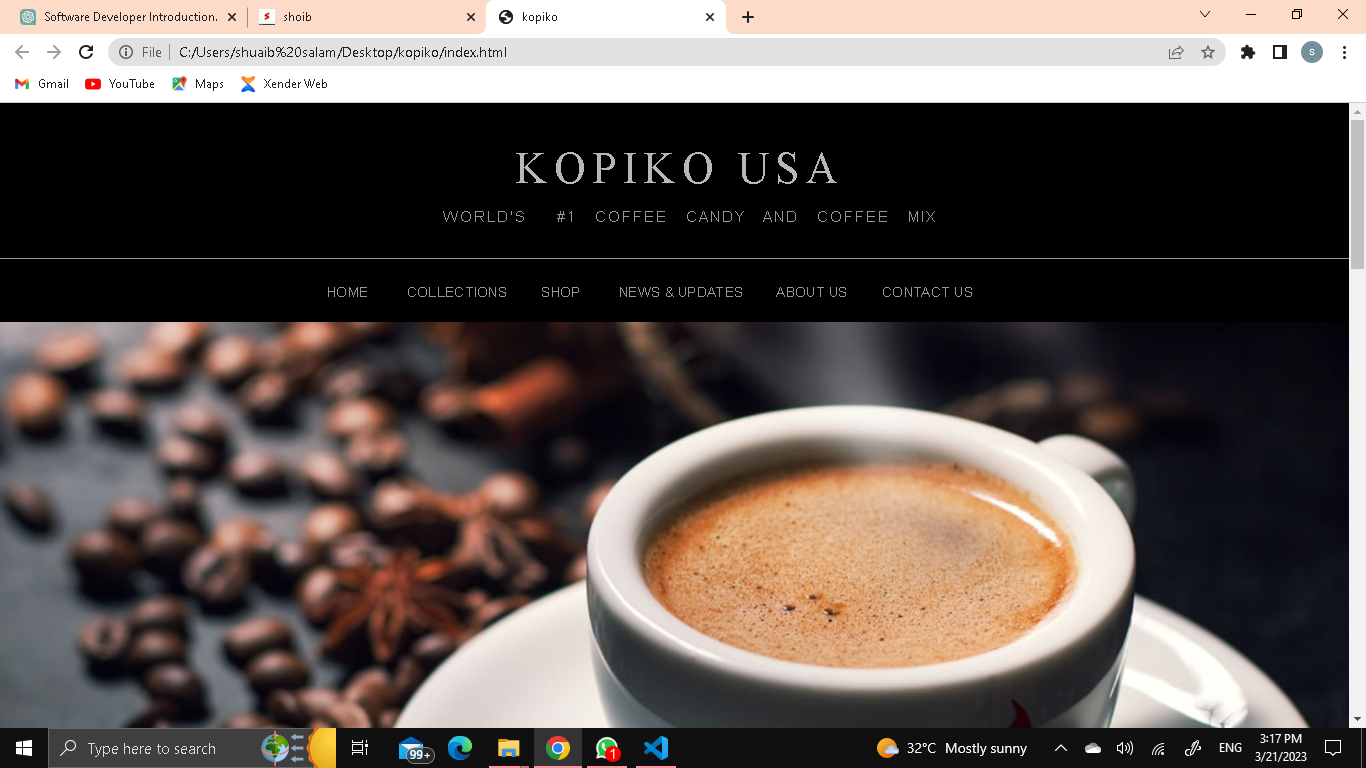 Software Developer Introduction.
shoib
kopiko
File
C:/Users/shuaib%20salam/Desktop/kopiko/index.html
S
Gmail
YouTube
Maps
Xender Web
KOPIKO USA
WORLD'S #1 COFFEE CANDY AND COFFEE MIX
HOME COLLECTIONS SHOP NEWS & UPDATES ABOUT US CONTACT US
Type here to search
99+
1
32°C Mostly sunny
ENG
3:17 PM
3/21/2023